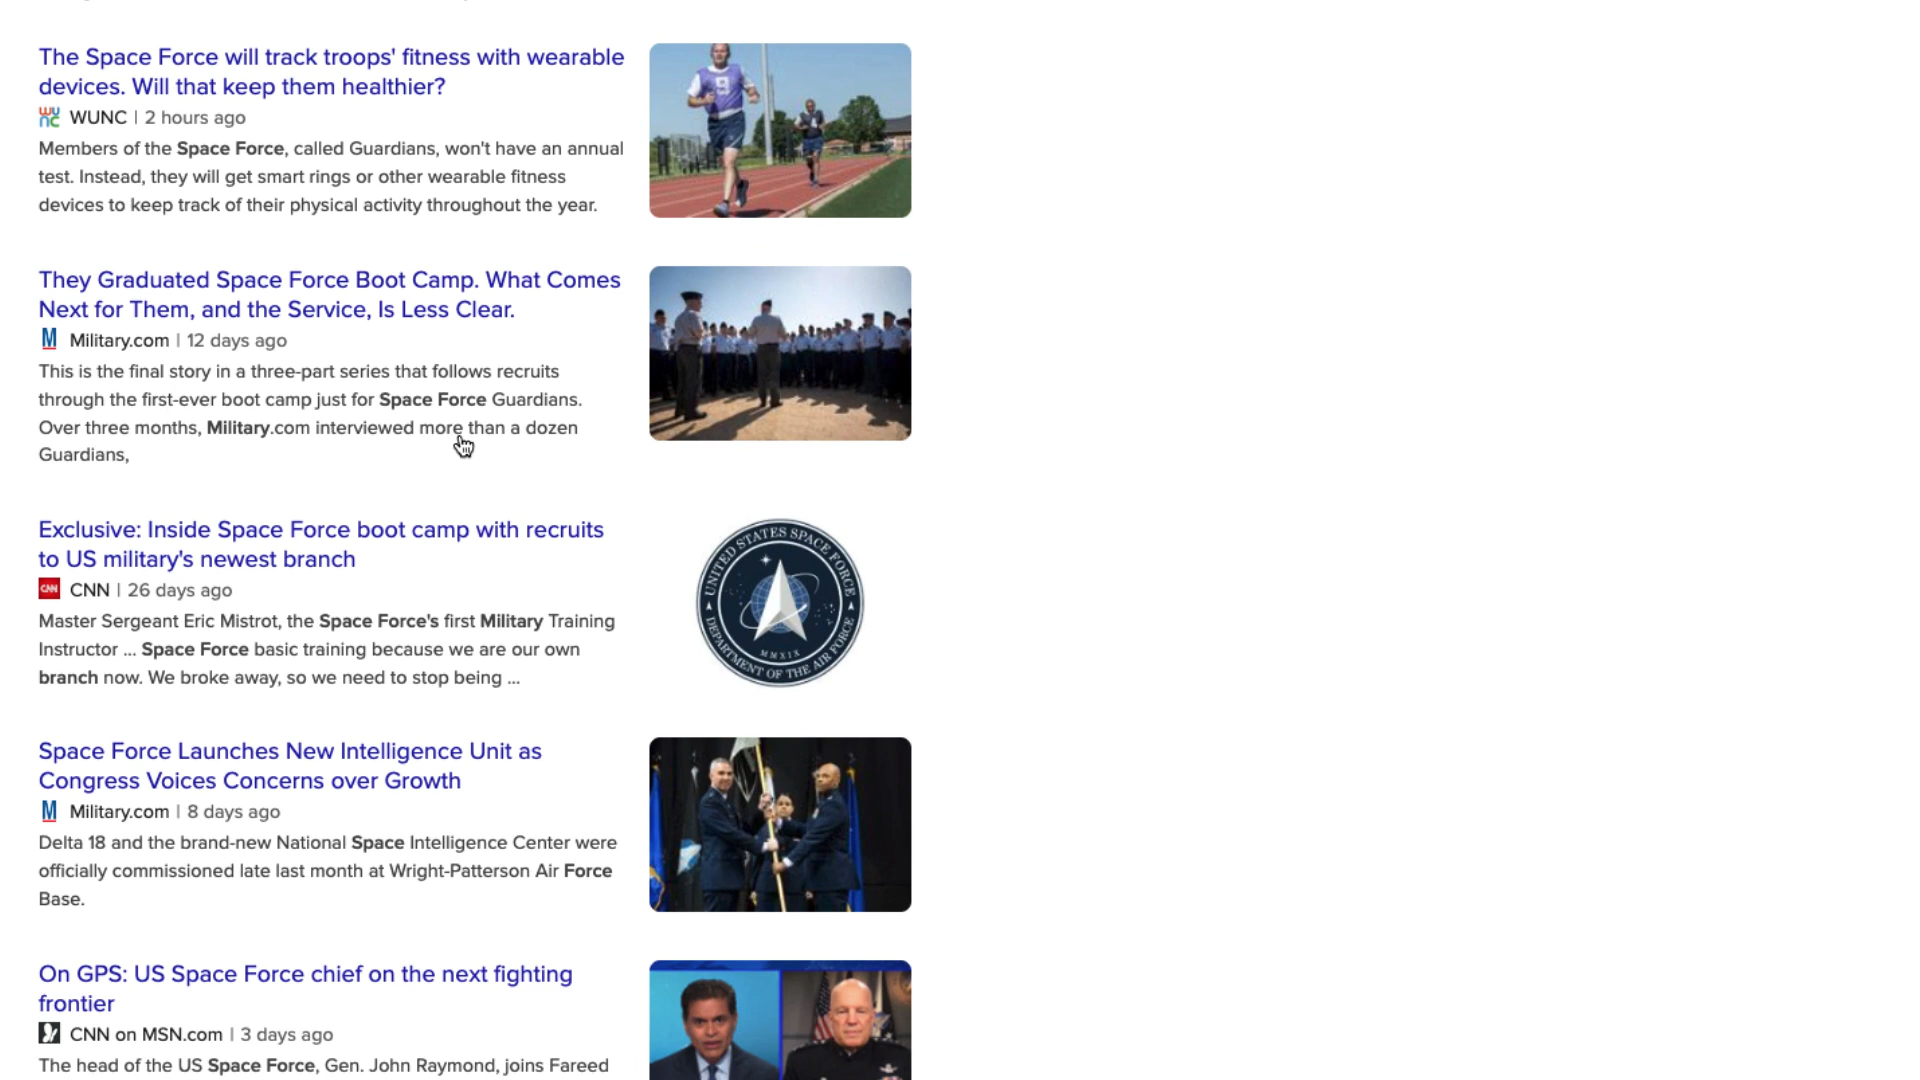 The Space Force will track troops' fitness with wearable
devices. Will that keep them healthier?
WUNC | 2 hours ago
Members of the Space Force, called Guardians, won't have an annual
test. Instead, they will get smart rings or other wearable fitness
devices to keep track of their physical activity throughout the year.
They Graduated Space Force Boot Camp. What Comes
Next for Them, and the Service, Is Less Clear.
M Military.com | 12 days ago
This is the final story in a three-part series that follows recruits
through the first-ever boot camp just for Space Force Guardians.
Over three months, Military.com interviewed more than a dozen
Guardians,
Exclusive: Inside Space Force boot camp with recruits
to US military's newest branch
CNN CNN | 26 days ago
Master Sergeant Eric Mistrot, the Space Force's first Military Training
Instructor ... Space Force basic training because we are our own
branch now. We broke away, so we need to stop being ...
UNITED STATES SPACE FORCE
MMXIX
DEPARTMENT OF THE AIR FORCE
Space Force Launches New Intelligence Unit as
Congress Voices Concerns over Growth
M Military.com | 8 days ago
Delta 18 and the brand-new National Space Intelligence Center were
officially commissioned late last month at Wright-Patterson Air Force
Base.
On GPS: US Space Force chief on the next fighting
frontier
CNN on MSN.com | 3 days ago
The head of the US Space Force, Gen. John Raymond, joins Fareed